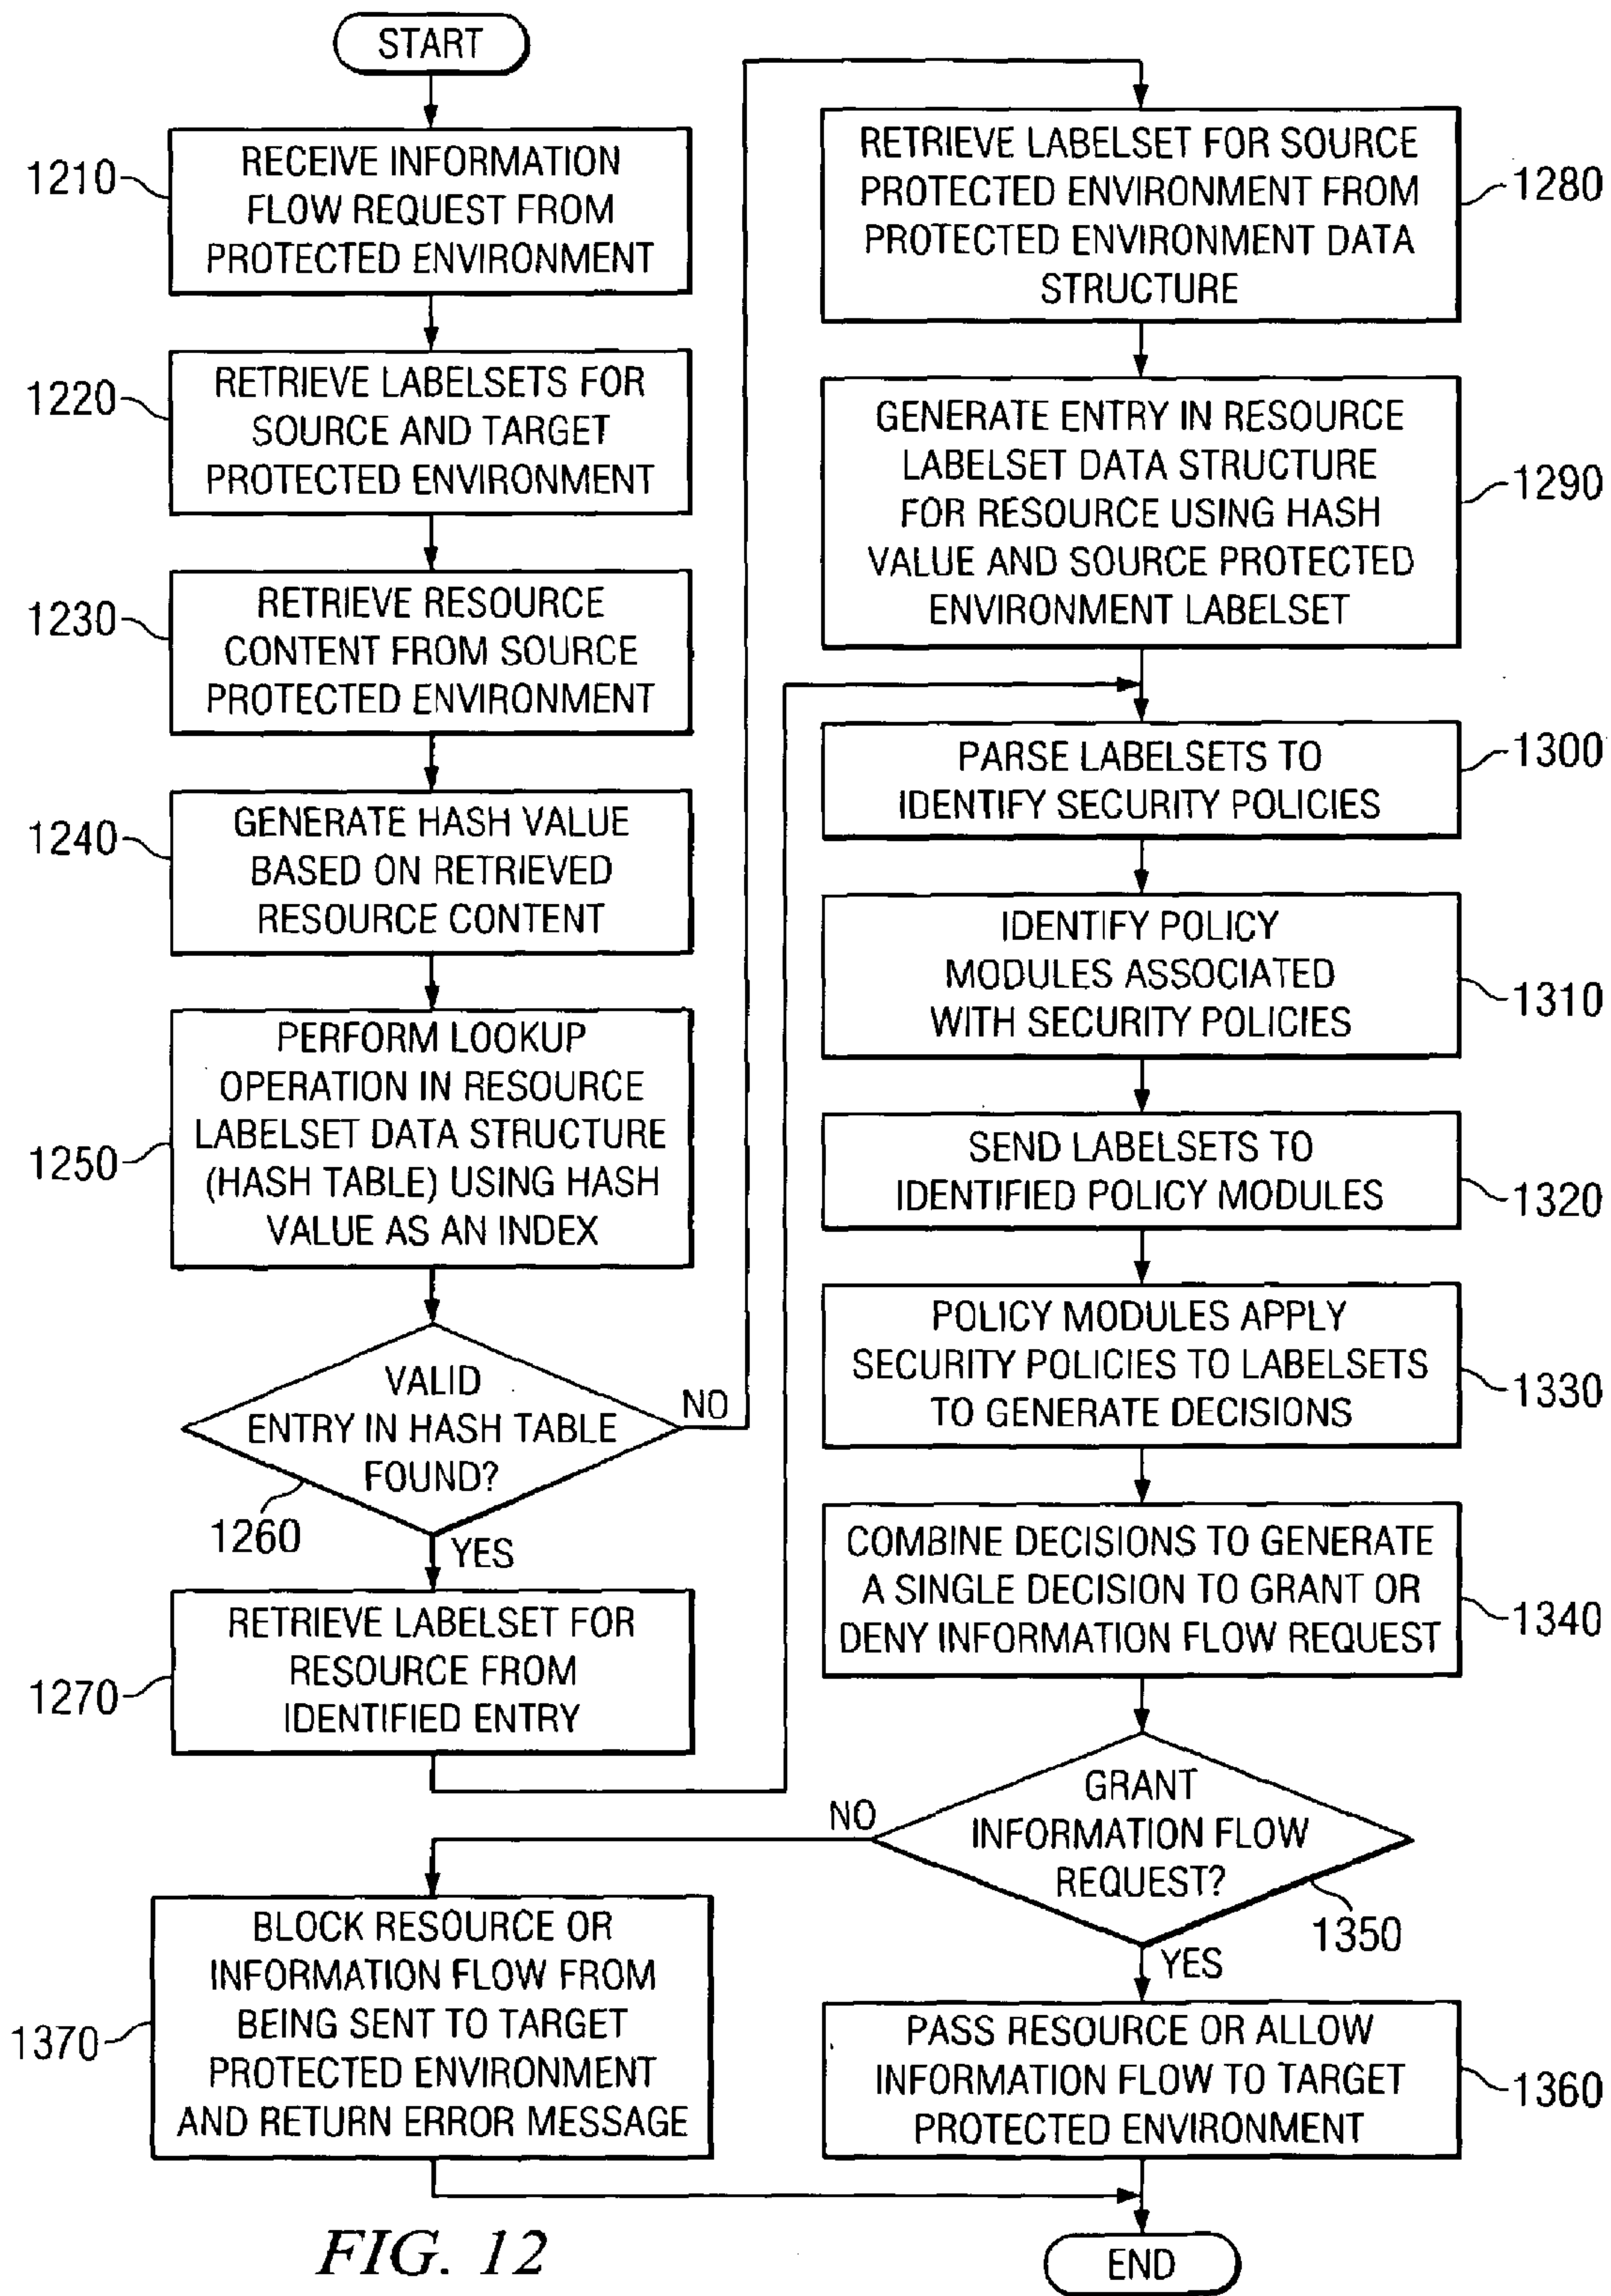 START
1210
RECEIVE INFORMATION
FLOW REQUEST FROM
PROTECTED ENVIRONMENT
1220
RETRIEVE LABELSETS FOR
SOURCE AND TARGET
PROTECTED ENVIRONMENT
1230
RETRIEVE RESOURCE
CONTENT FROM SOURCE
PROTECTED ENVIRONMENT
1240
GENERATE HASH VALUE
BASED ON RETRIEVED
RESOURCE CONTENT
1250
PERFORM LOOKUP
OPERATION IN RESOURCE
LABELSET DATA STRUCTURE
(HASH TABLE) USING HASH
VALUE AS AN INDEX
VALID
ENTRY IN HASH TABLE
FOUND?
NO
1260
YES
1270
RETRIEVE LABELSET FOR
RESOURCE FROM
IDENTIFIED ENTRY
RETRIEVE LABELSET FOR SOURCE
PROTECTED ENVIRONMENT FROM
PROTECTED ENVIRONMENT DATA
STRUCTURE
1280
GENERATE ENTRY IN RESOURCE
LABELSET DATA STRUCTURE
FOR RESOURCE USING HASH
VALUE AND SOURCE PROTECTED
ENVIRONMENT LABELSET
1290
PARSE LABELSETS TO
IDENTIFY SECURITY POLICIES
1300
IDENTIFY POLICY
MODULES ASSOCIATED
WITH SECURITY POLICIES
1310
SEND LABELSETS TO
IDENTIFIED POLICY MODULES
1320
POLICY MODULES APPLY
SECURITY POLICIES TO LABELSETS
TO GENERATE DECISIONS
1330
COMBINE DECISIONS TO GENERATE
A SINGLE DECISION TO GRANT OR
DENY INFORMATION FLOW REQUEST
1340
GRANT
INFORMATION FLOW
REQUEST?
NO
1350
YES
1370
BLOCK RESOURCE OR
INFORMATION FLOW FROM
BEING SENT TO TARGET
PROTECTED ENVIRONMENT
AND RETURN ERROR MESSAGE
PASS RESOURCE OR ALLOW
INFORMATION FLOW TO TARGET
PROTECTED ENVIRONMENT
1360
END
FIG. 12